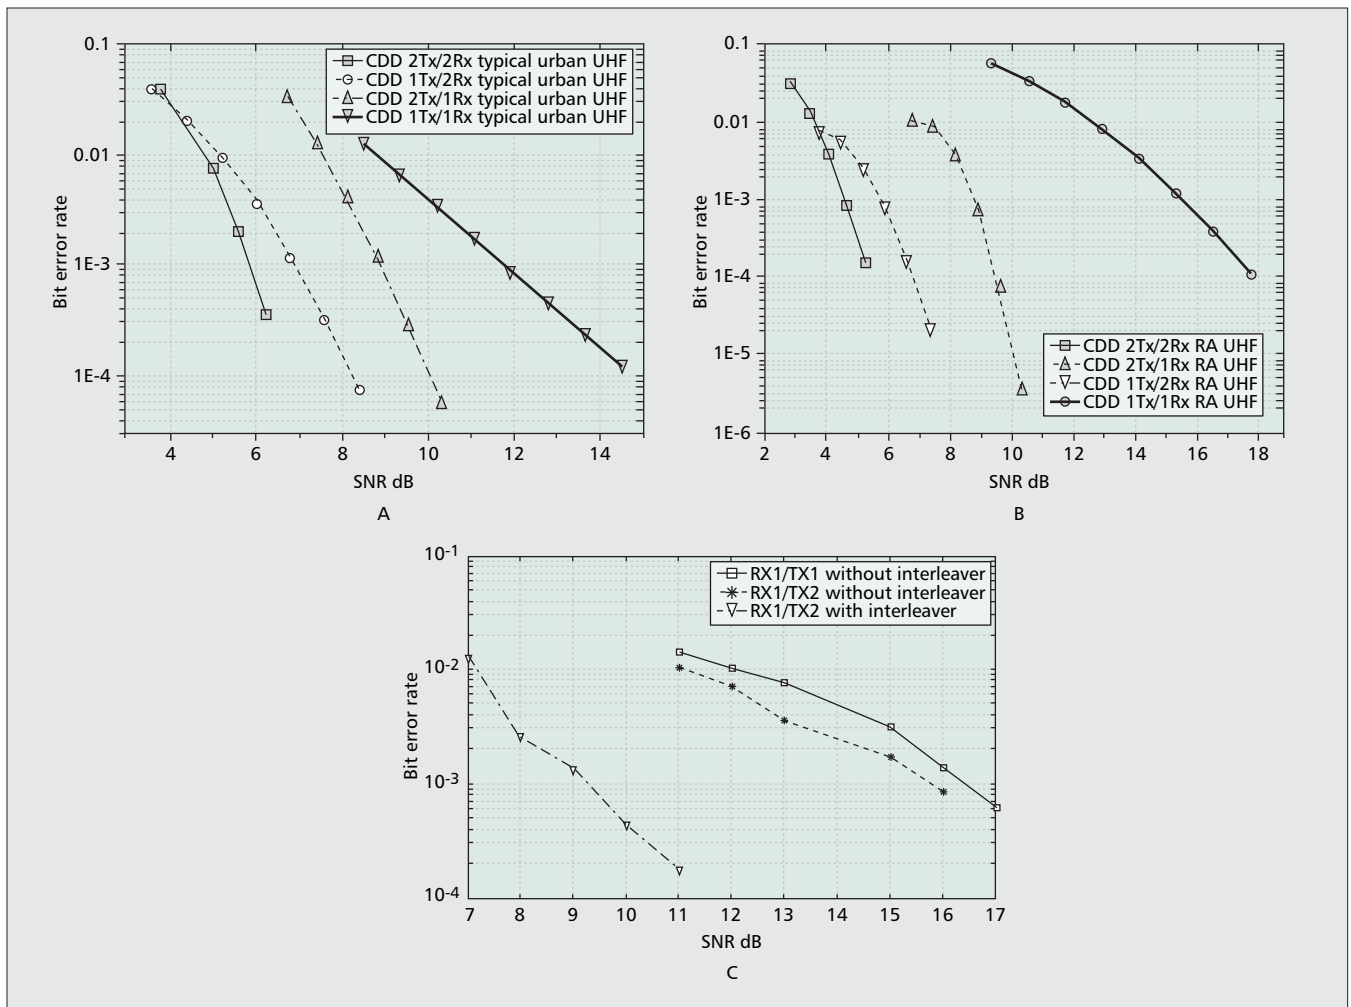 0.1
0.01
1E-3
1E-4
Bit errror rate
4 6 8 10 12 14
SNR dB
A
CDD 2Tx/2Rx typical urban UHF
CDD 1Tx/2Rx typical urban UHF
CDD 2Tx/1Rx typical urban UHF
CDD 1Tx/1Rx typical urban UHF
0.1
0.01
1E-3
1E-4
1E-5
1E-6
Bit errror rate
2 4 6 8 10 12 14 16 18
SNR dB
B
CDD 2Tx/2Rx RA UHF
CDD 2Tx/1Rx RA UHF
CDD 1Tx/2Rx RA UHF
CDD 1Tx/1Rx RA UHF
10-1
10-2
10-3
10-4
Bit error rate
7 8 9 10 11 12 13 15 16 17
SNR dB
C
RX1/TX1 without interleaver
RX1/TX2 without interleaver
RX1/TX2 with interleaver